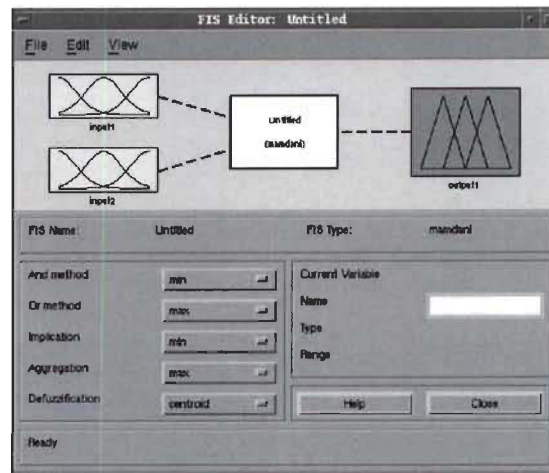 FIS Editor: Untitled
File Edit View
input1
Untitled
(mamdani)
input2
output1
FIS Name: Untitled FIS Type: mamdani
And method min
Or method max
Implication min
Aggregation max
Defuzzification centroid
Current Variable
Name
Type
Range
Help Close
Ready